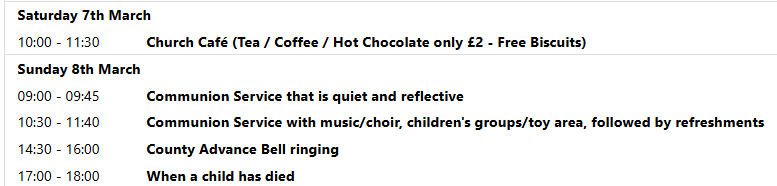 Saturday 7th March
10:00 - 11:30 Church Café (Tea / Coffee / Hot Chocolate only £2 - Free Biscuits)
Sunday 8th March
09:00 - 09:45 Communion Service that is quiet and reflective
10:30 - 11:40 Communion Service with music/choir, children's groups/toy area, followed by refreshments
14:30 - 16:00 County Advance Bell ringing
17:00 - 18:00 When a child has died